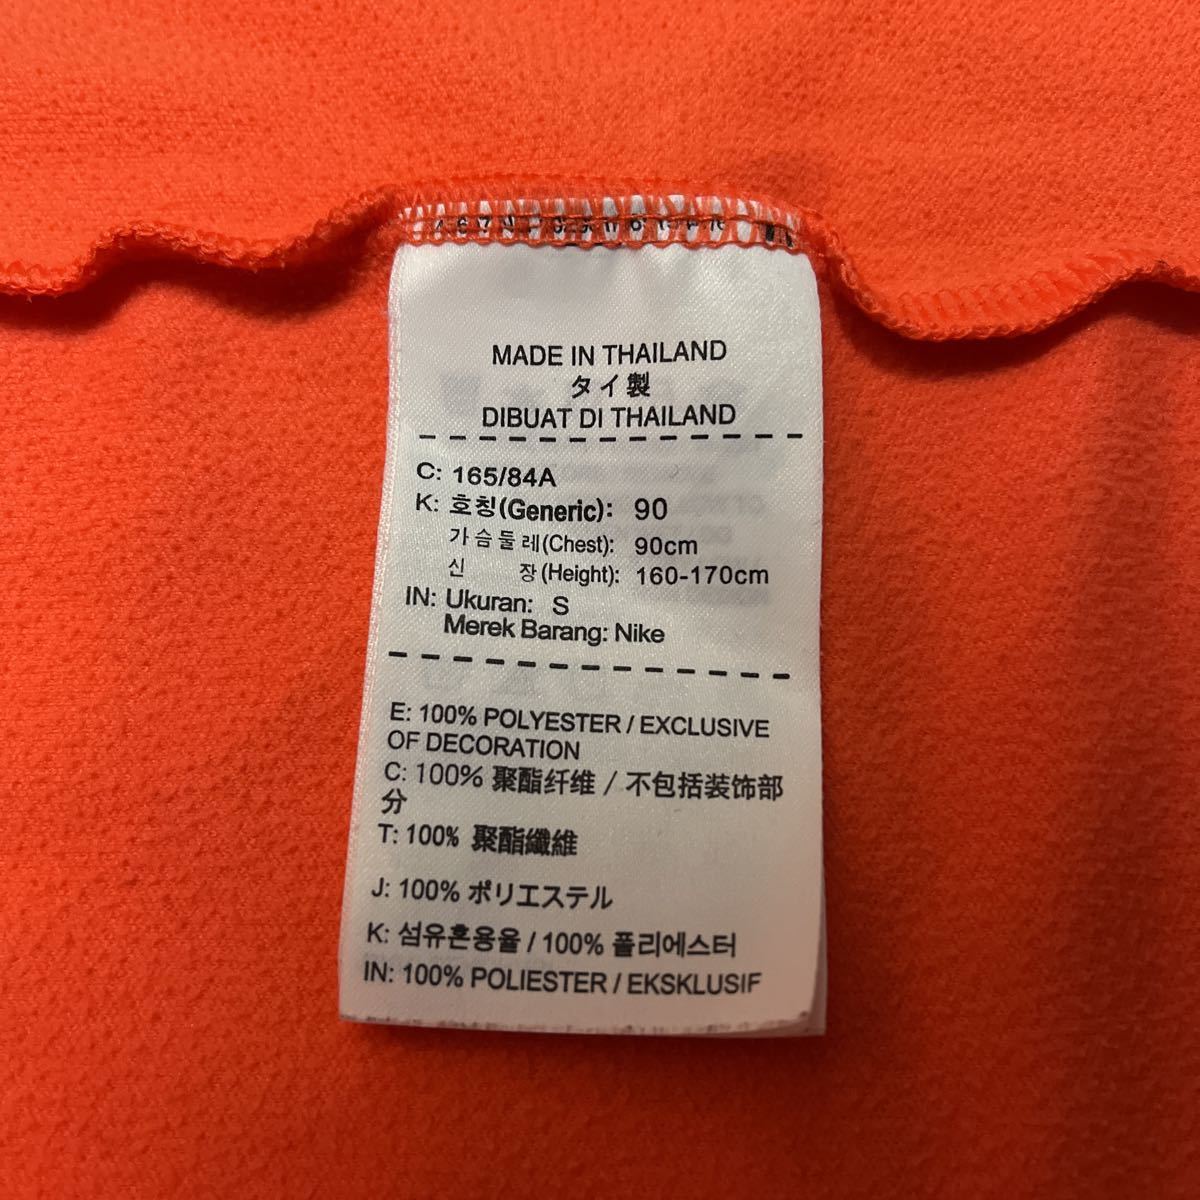 MADE IN THAILAND
タイ製
DIBUAT DI THAILAND
C: 165/84A
K: 호칭(Generic): 90
가슴둘레(Chest): 90cm
신 장(Height): 160-170cm
IN: Ukuran: S
Merek Barang: Nike
E: 100% POLYESTER / EXCLUSIVE
OF DECORATION
C: 100% 聚酯纤维 / 不包括装饰部
分
T: 100% 聚酯纖維
J: 100% ポリエステル
K: 섬유혼용율 / 100% 폴리에스터
IN: 100% POLIESTER / EKSKLUSIF